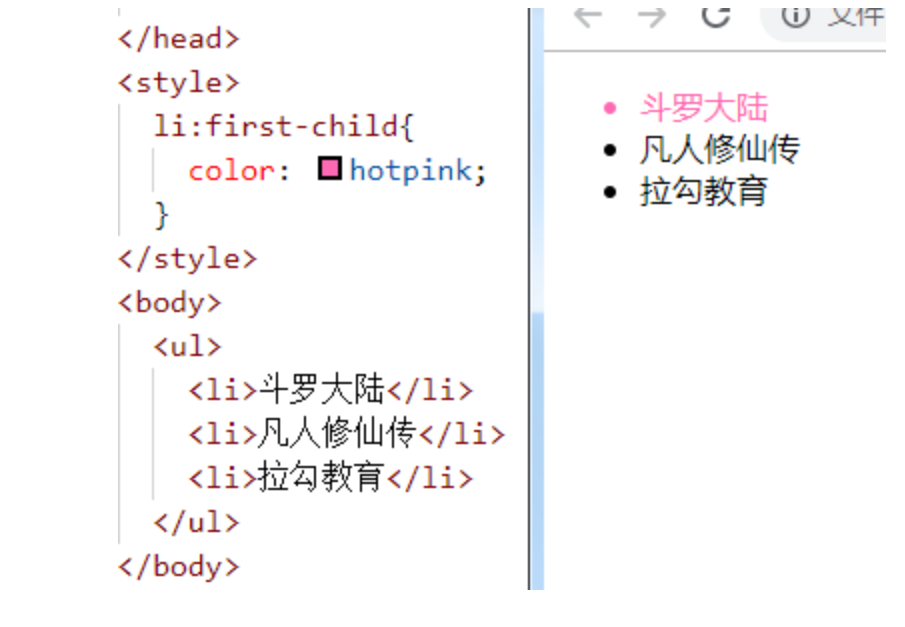 </head>
<style>
li:first-child{
color: hotpink;
}
</style>
<body>
<ul>
<li>斗罗大陆</li>
<li>凡人修仙传</li>
<li>拉勾教育</li>
</ul>
</body>
文件
斗罗大陆
凡人修仙传
拉勾教育